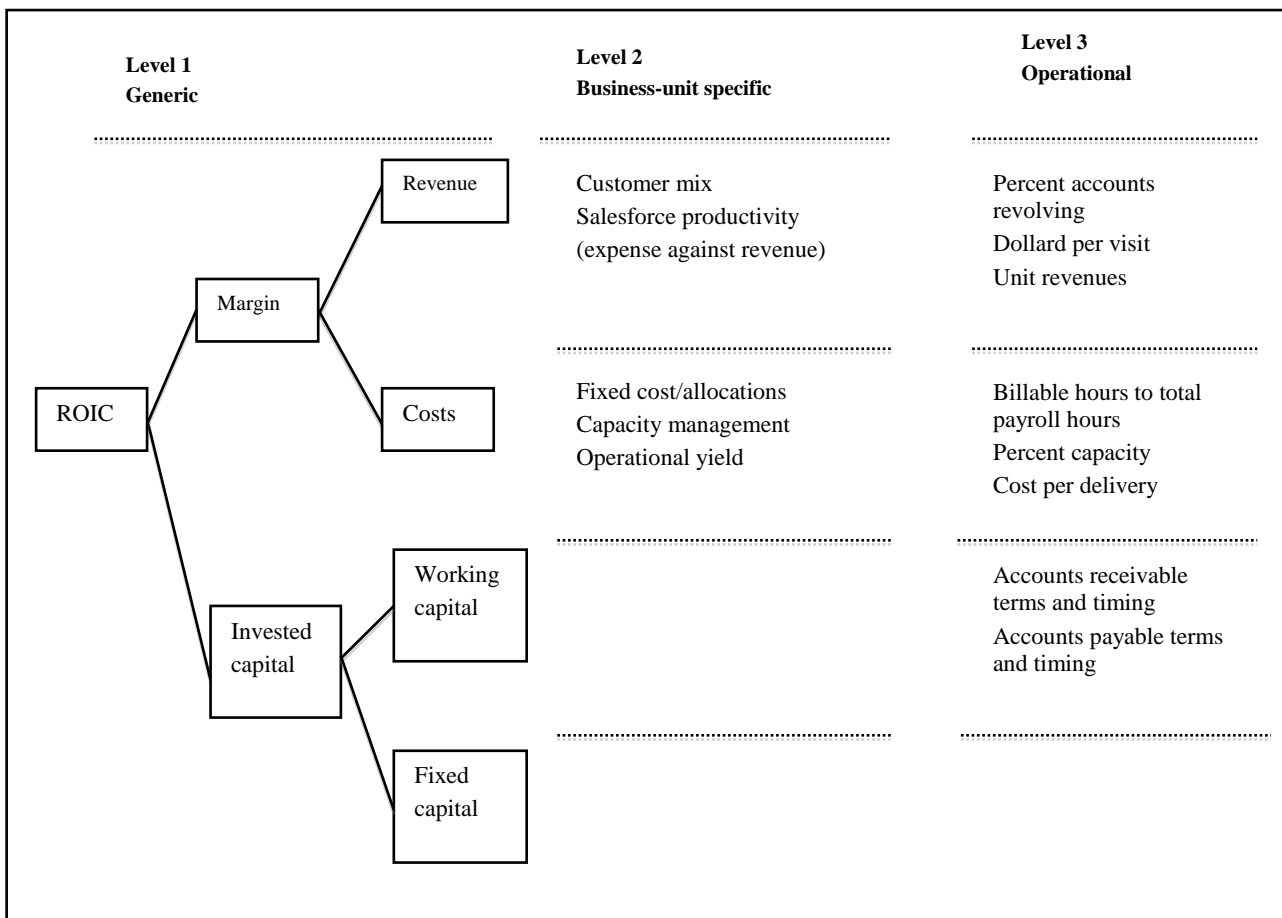 Level 1
Generic
Level 2
Business-unit specific
Level 3
Operational
Revenue
Customer mix
Salesforce productivity
(expense against revenue)
Percent accounts
revolving
Dollard per visit
Unit revenues
Margin
ROIC
Costs
Fixed cost/allocations
Capacity management
Operational yield
Billable hours to total
payroll hours
Percent capacity
Cost per delivery
Invested
capital
Working
capital
Accounts receivable
terms and timing
Accounts payable terms
and timing
Fixed
capital